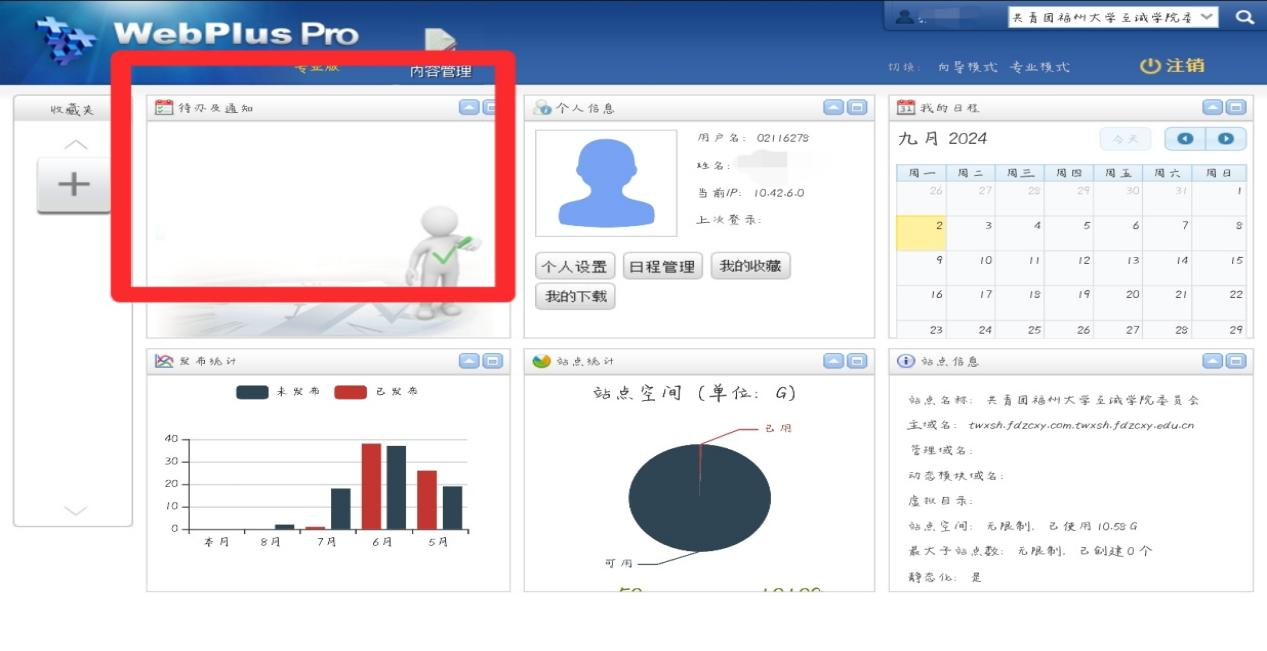 WebPlus Pro
专业版
内容管理
共青团福州大学至诚学院委
切换: 向导模式 专业模式
注销
收藏夹
待办及通知
个人信息
用户名: 02116278
姓名:
当前IP: 10.42.6.0
上次登录:
个人设置 日程管理 我的收藏
我的下载
我的日程
31
九月 2024
今天
周一 周二 周三 周四 周五 周六 周日
26 27 28 29 30 31 1
2 3 4 5 6 7 8
9 10 11 12 13 14 15
16 17 18 19 20 21 22
23 24 25 26 27 28 29
发布统计
未发布 已发布
40
30
20
10
0
本月 8月 7月 6月 5月
站点统计
站点空间 (单位: G)
已用
可用
站点信息
站点名称: 共青团福州大学至诚学院委员会
主域名: twxsh.fdzcxy.com.twxsh.fdzcxy.edu.cn
管理域名:
动态模块域名:
虚拟目录:
站点空间: 无限制, 已使用 10.58 G
最大子站点数: 无限制, 已创建 0 个
静态化: 是